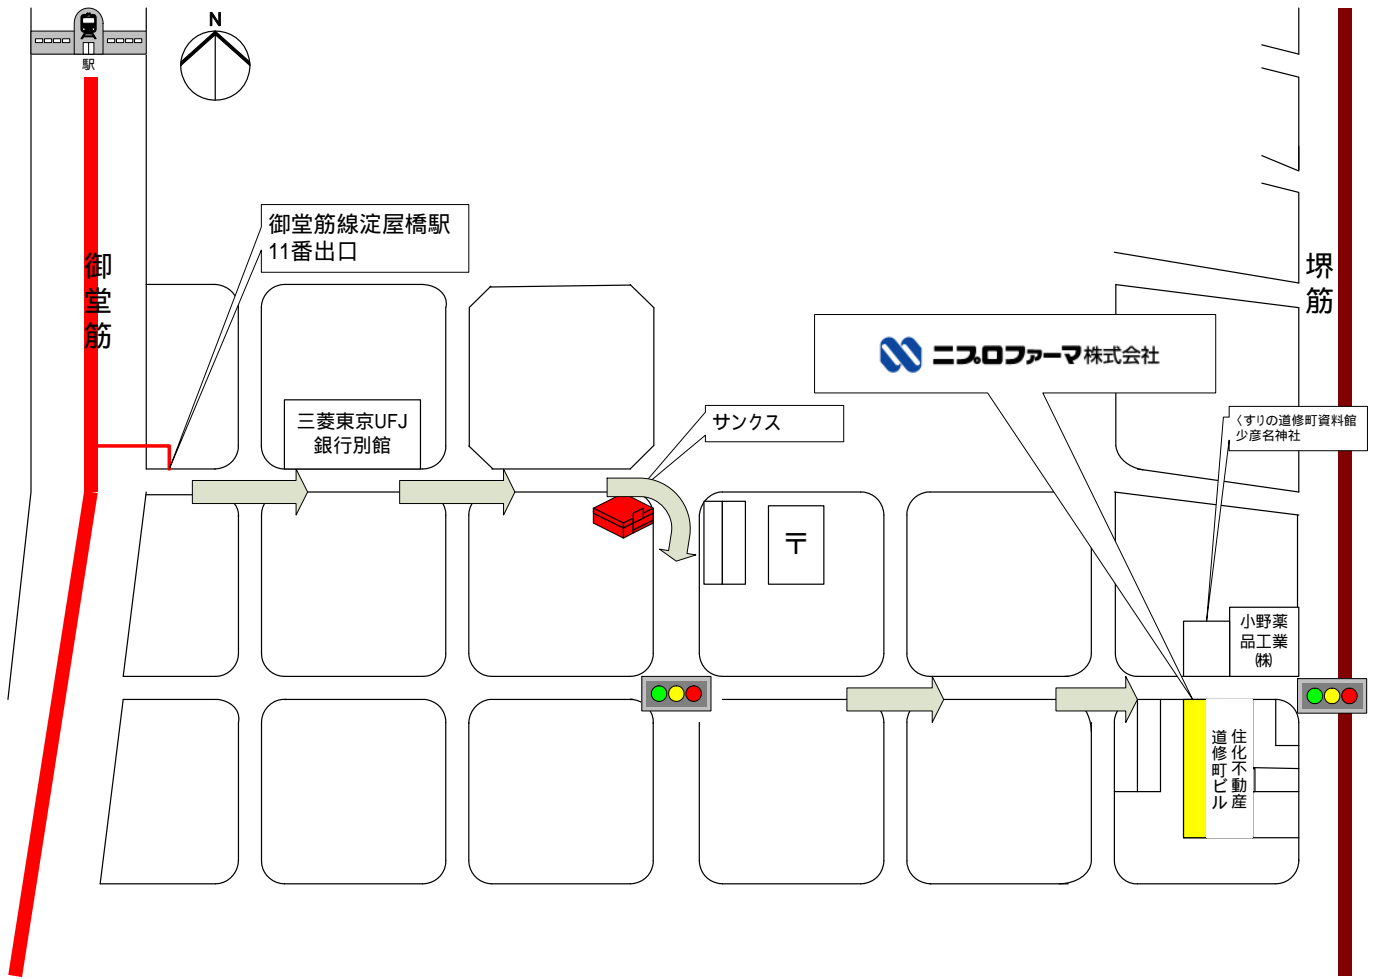 N
駅
御堂筋線淀屋橋駅
11番出口
御堂筋
堺筋
ニプロファーマ株式会社
三菱東京UFJ
銀行別館
サンクス
くすりの道修町資料館
少彦名神社
〒
小野薬
品工業
㈱
住化不動産
道修町ビル